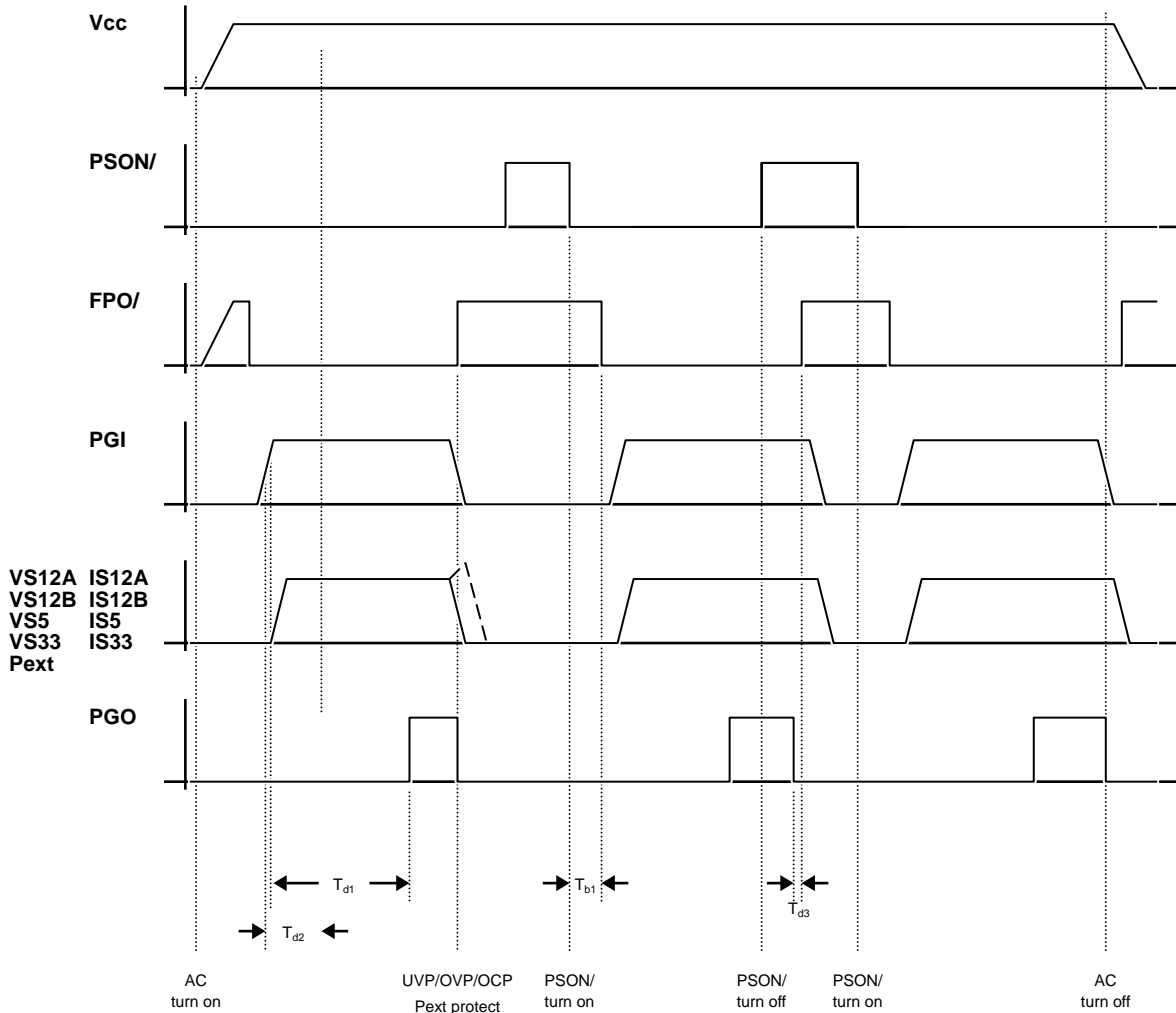 Vcc
PSON/
FPO/
PGI
VS12A IS12A
VS12B IS12B
VS5 IS5
VS33 IS33
Pext
PGO
Td1
Tb1
Td3
Td2
AC
turn on
UVP/OVP/OCP
Pext protect
PSON/
turn on
PSON/
turn off
PSON/
turn on
AC
turn off